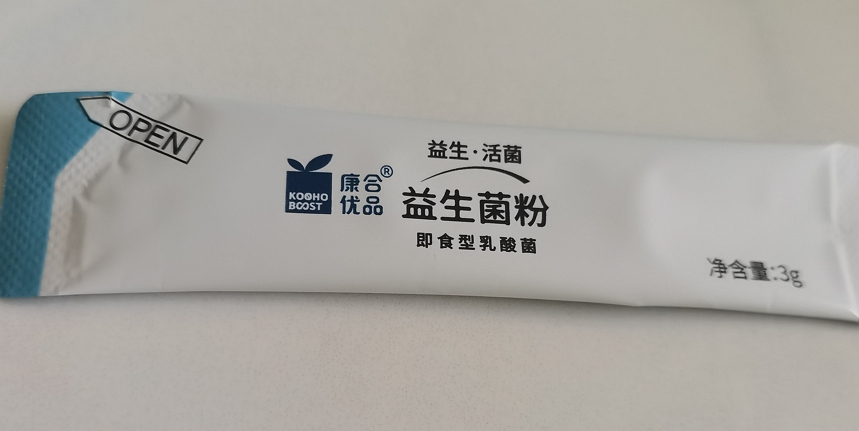 OPEN
KOOHO
BOOST
康合®
优品
益生·活菌
益生菌粉
即食型乳酸菌
净含量:3g